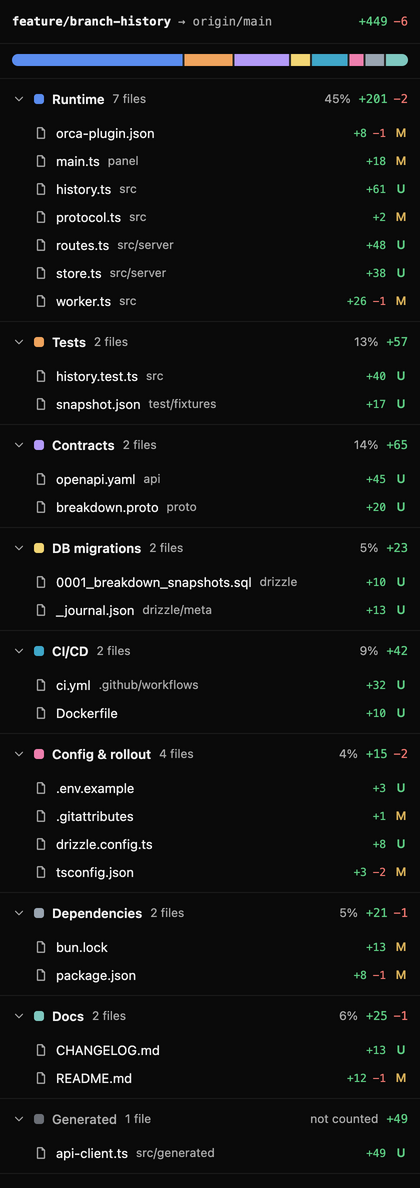 feature/branch-history → origin/main +449 −6
Runtime 7 files 45% +201 −2
orca-plugin.json +8 −1 M
main.ts panel +18 M
history.ts src +61 U
protocol.ts src +2 M
routes.ts src/server +48 U
store.ts src/server +38 U
worker.ts src +26 −1 M
Tests 2 files 13% +57
history.test.ts src +40 U
snapshot.json test/fixtures +17 U
Contracts 2 files 14% +65
openapi.yaml api +45 U
breakdown.proto proto +20 U
DB migrations 2 files 5% +23
0001_breakdown_snapshots.sql drizzle +10 U
_journal.json drizzle/meta +13 U
CI/CD 2 files 9% +42
ci.yml .github/workflows +32 U
Dockerfile +10 U
Config & rollout 4 files 4% +15 −2
.env.example +3 U
.gitattributes +1 M
drizzle.config.ts +8 U
tsconfig.json +3 −2 M
Dependencies 2 files 5% +21 −1
bun.lock +13 M
package.json +8 −1 M
Docs 2 files 6% +25 −1
CHANGELOG.md +13 U
README.md +12 −1 M
Generated 1 file not counted +49
api-client.ts src/generated +49 U